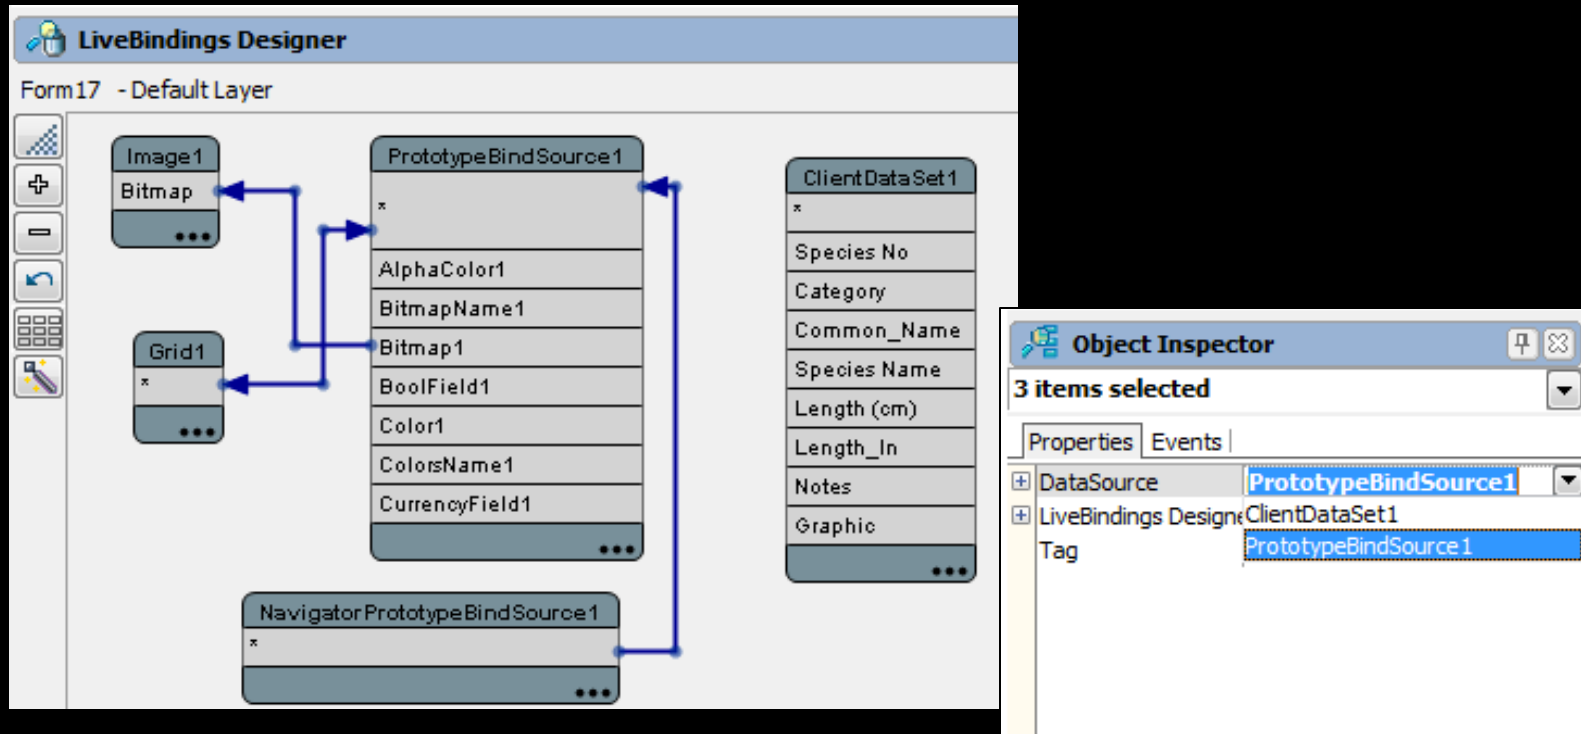 LiveBindings Designer
Form17 - Default Layer
Image1
Bitmap
Grid1
*
PrototypeBindSource1
*
AlphaColor1
BitmapName1
Bitmap1
BoolField1
Color1
ColorsName1
CurrencyField1
ClientDataSet1
*
Species No
Category
Common_Name
Species Name
Length (cm)
Length_In
Notes
Graphic
NavigatorPrototypeBindSource1
*
Object Inspector
3 items selected
Properties Events
DataSource PrototypeBindSource1
LiveBindings Designe ClientDataSet1
Tag PrototypeBindSource1